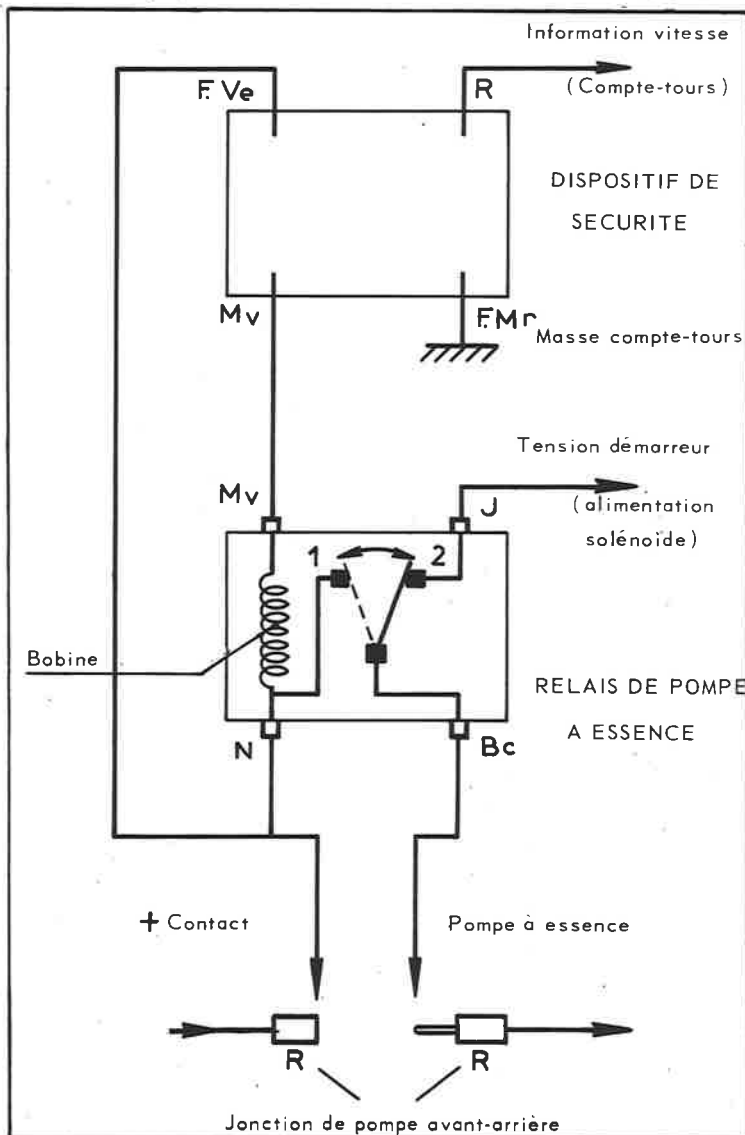 Information vitesse
F. Ve
R
(Compte-tours)
DISPOSITIF DE
SECURITE
Mv
F.Mr
Masse compte-tours
Tension démarreur
Mv
J
(alimentation
solénoïde)
1
2
Bobine
RELAIS DE POMPE
A ESSENCE
N
Bc
+ Contact
Pompe à essence
R
R
Jonction de pompe avant-arrière